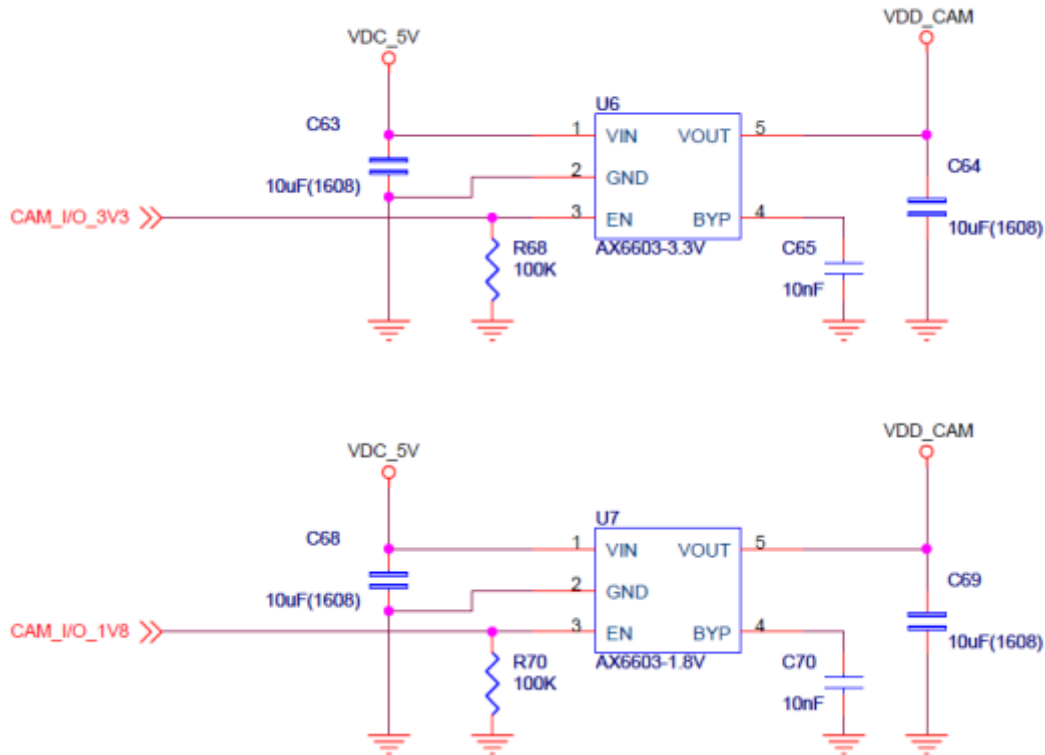 VDC_5V
VDD_CAM
U6
C63
1 VIN VOUT 5
10uF(1608)
2 GND
C64
CAM_I/O_3V3
3 EN BYP 4
10uF(1608)
R68
100K
AX6603-3.3V
C65
10nF
VDC_5V
VDD_CAM
U7
C68
1 VIN VOUT 5
10uF(1608)
2 GND
C69
CAM_I/O_1V8
3 EN BYP 4
10uF(1608)
R70
100K
AX6603-1.8V
C70
10nF